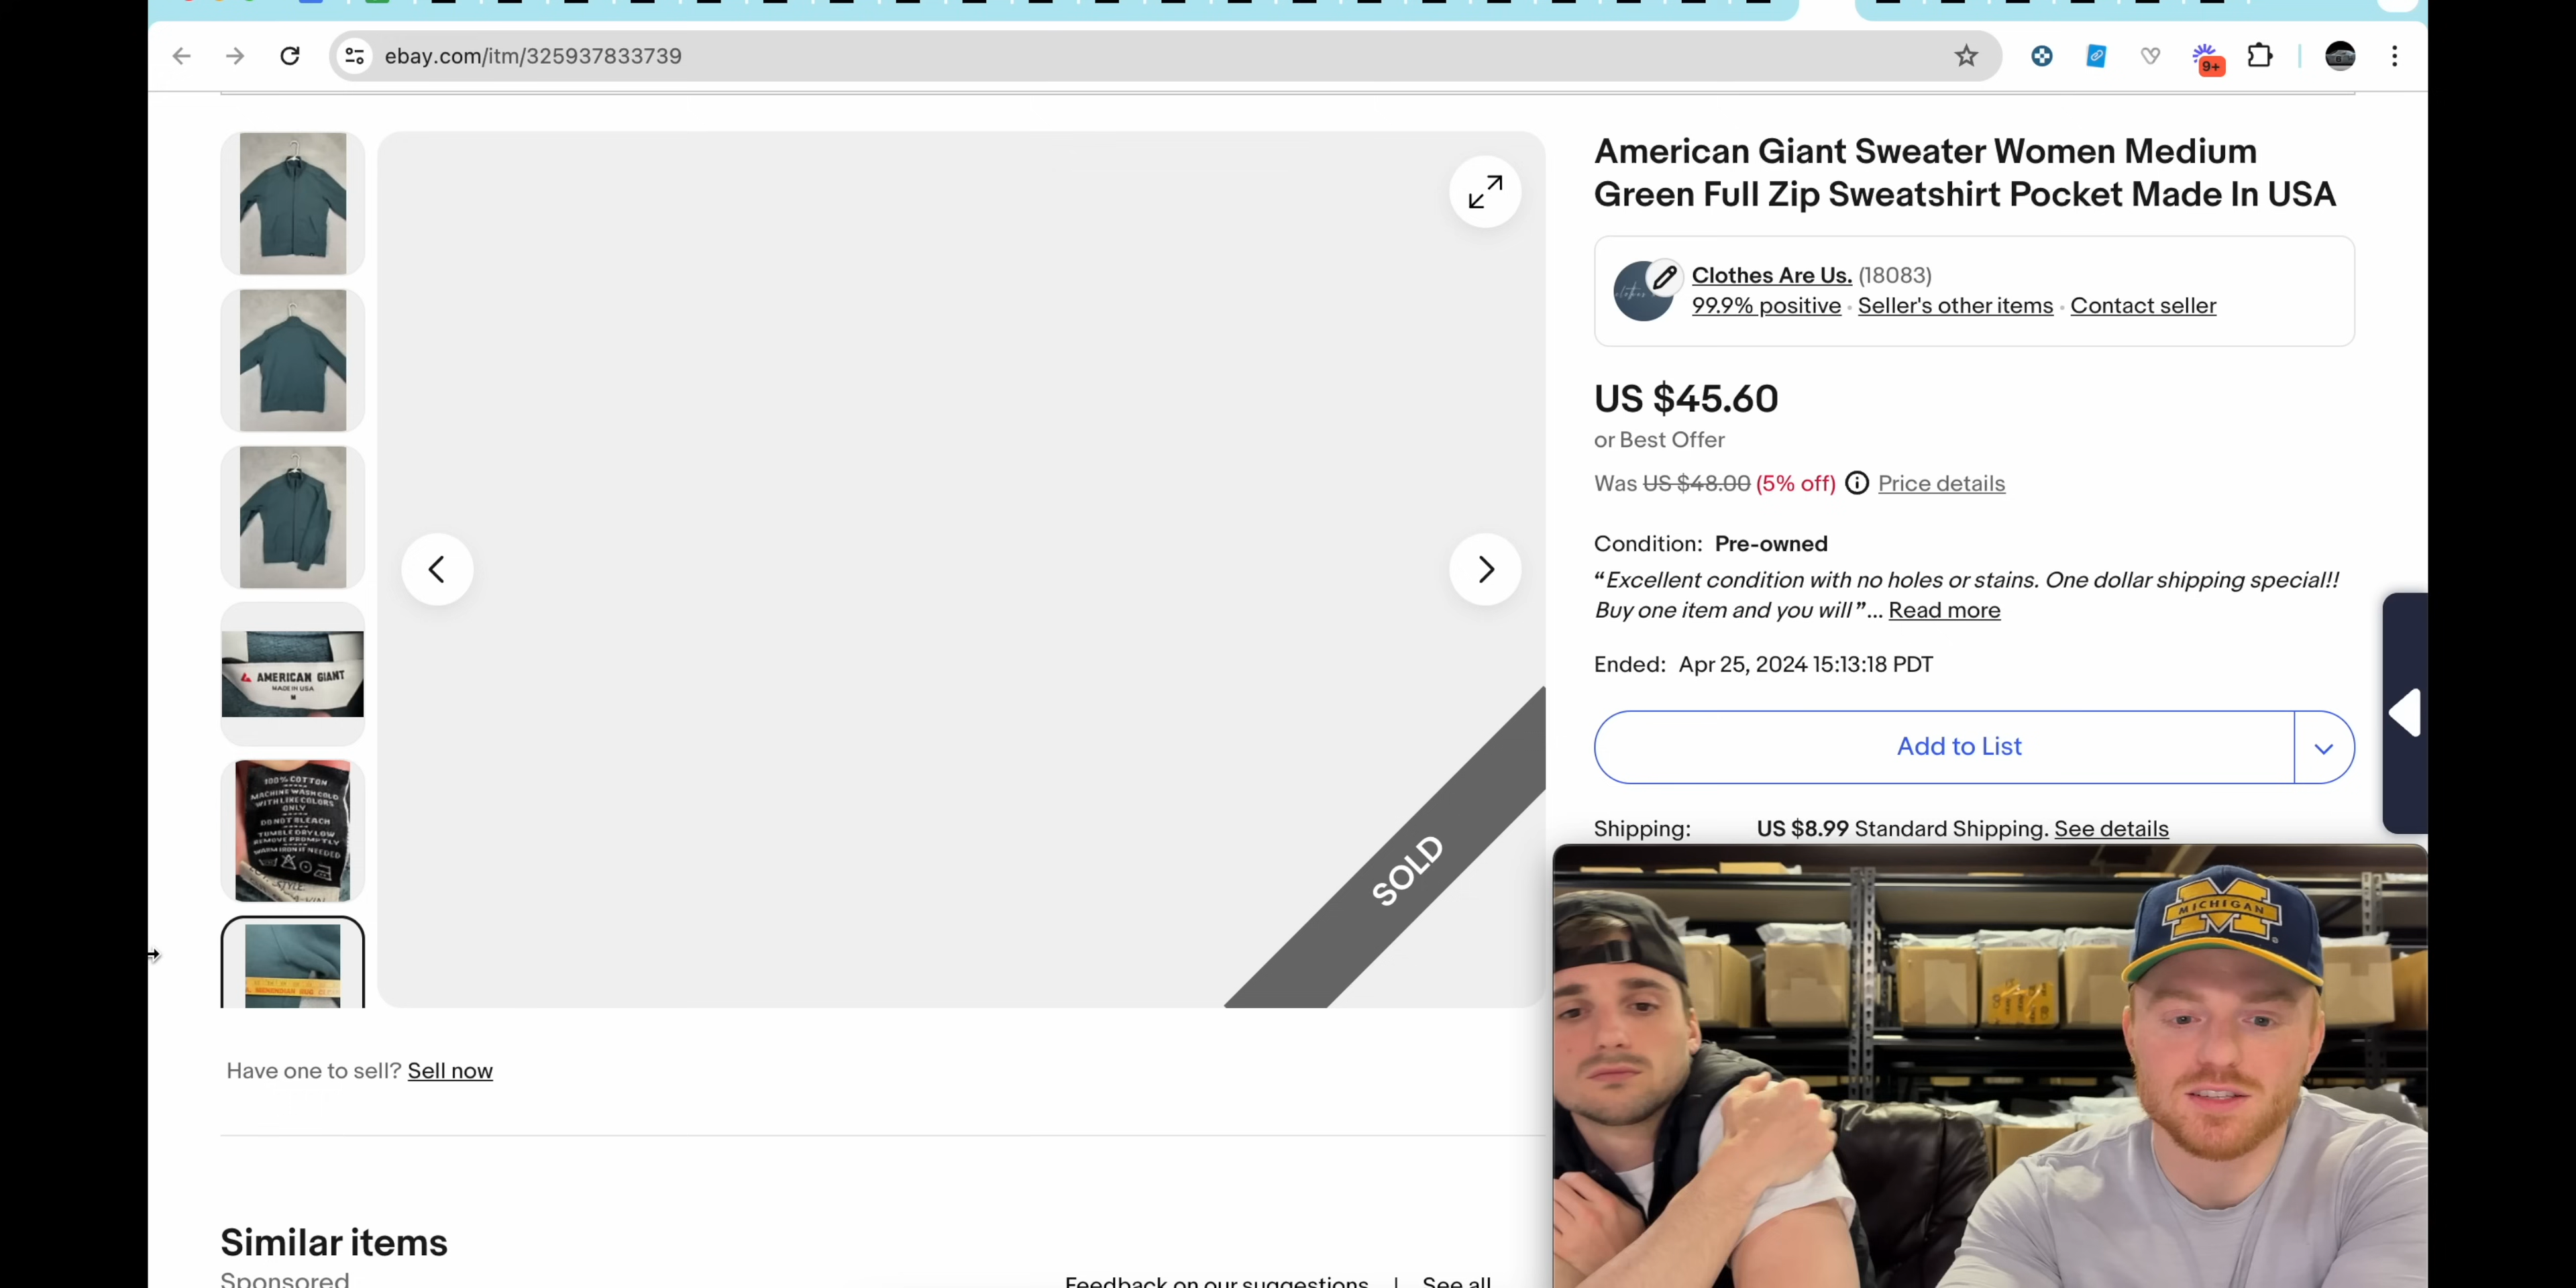 ebay.com/itm/325937833739
9+
American Giant Sweater Women Medium
Green Full Zip Sweatshirt Pocket Made In USA
Clothes Are Us. (18083)
99.9% positive · Seller's other items · Contact seller
US $45.60
or Best Offer
Was US $48.00 (5% off) Price details
Condition: Pre-owned
“Excellent condition with no holes or stains. One dollar shipping special!!
Buy one item and you will”... Read more
Ended: Apr 25, 2024 15:13:18 PDT
Add to List
Shipping: US $8.99 Standard Shipping. See details
AMERICAN GIANT
MADE IN USA
M
100% COTTON
MACHINE WASH COLD
WITH LIKE COLORS
ONLY
DO NOT BLEACH
TUMBLE DRY LOW
REMOVE PROMPTLY
WARM IRON IF NEEDED
STYLE
SOLD
MICHIGAN
Have one to sell? Sell now
Similar items
Sponsored
Feedback on our suggestions | See all